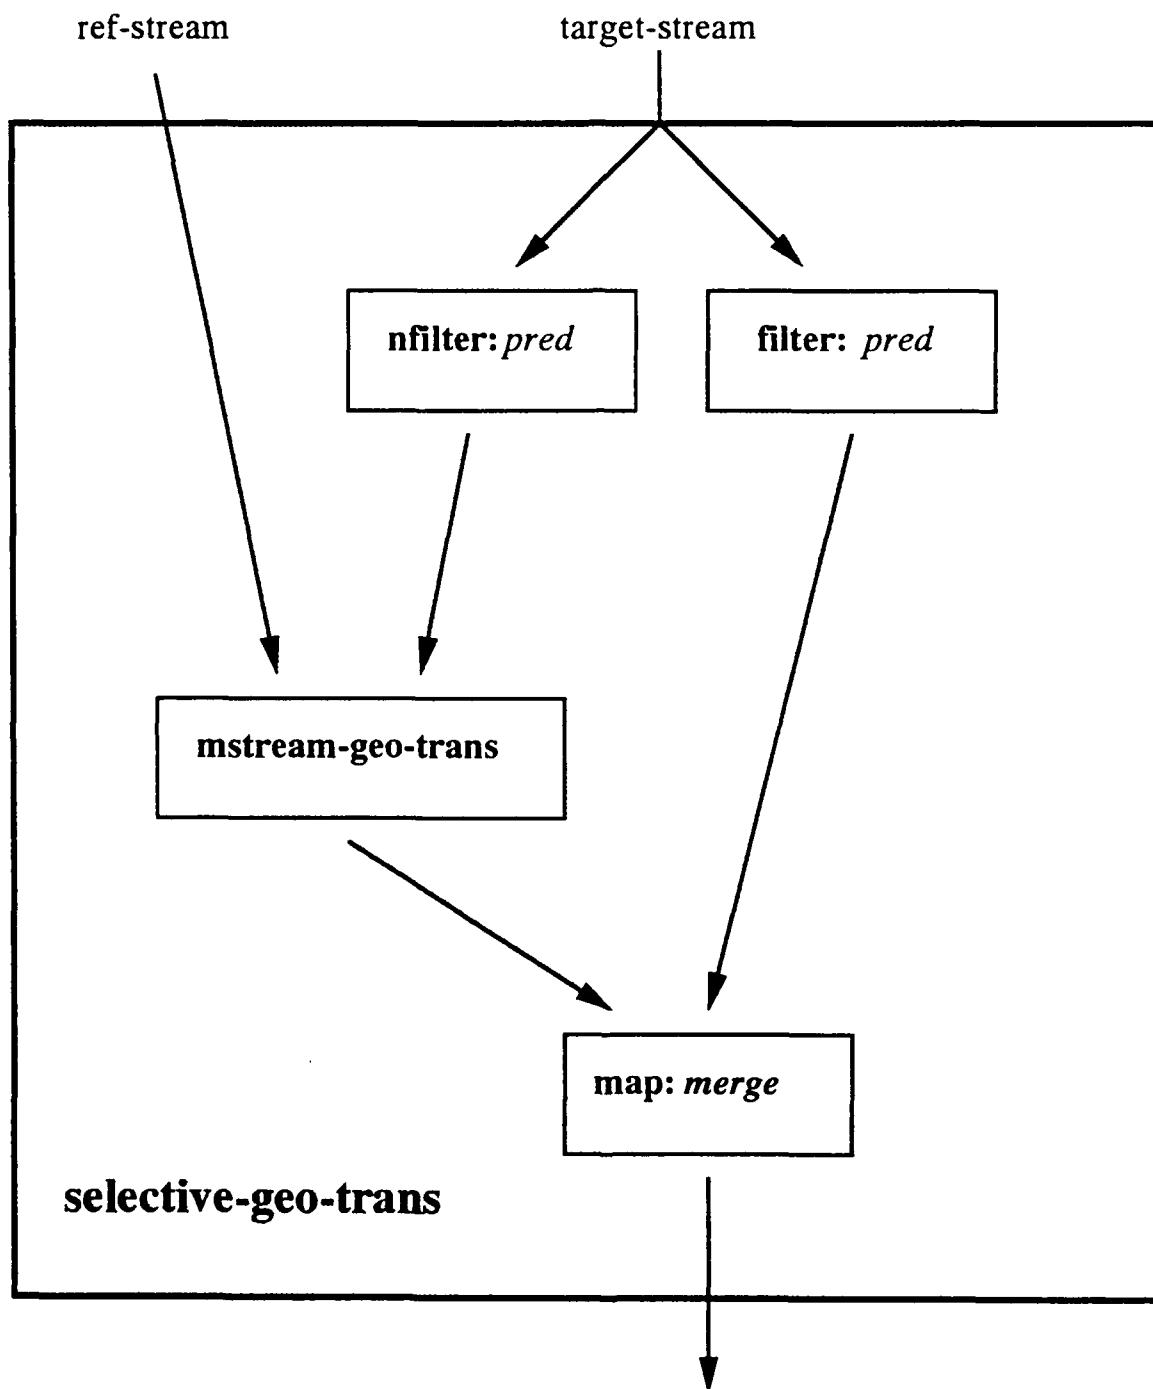 ref-stream
target-stream
nfilter: pred
filter: pred
mstream-geo-trans
map: merge
selective-geo-trans